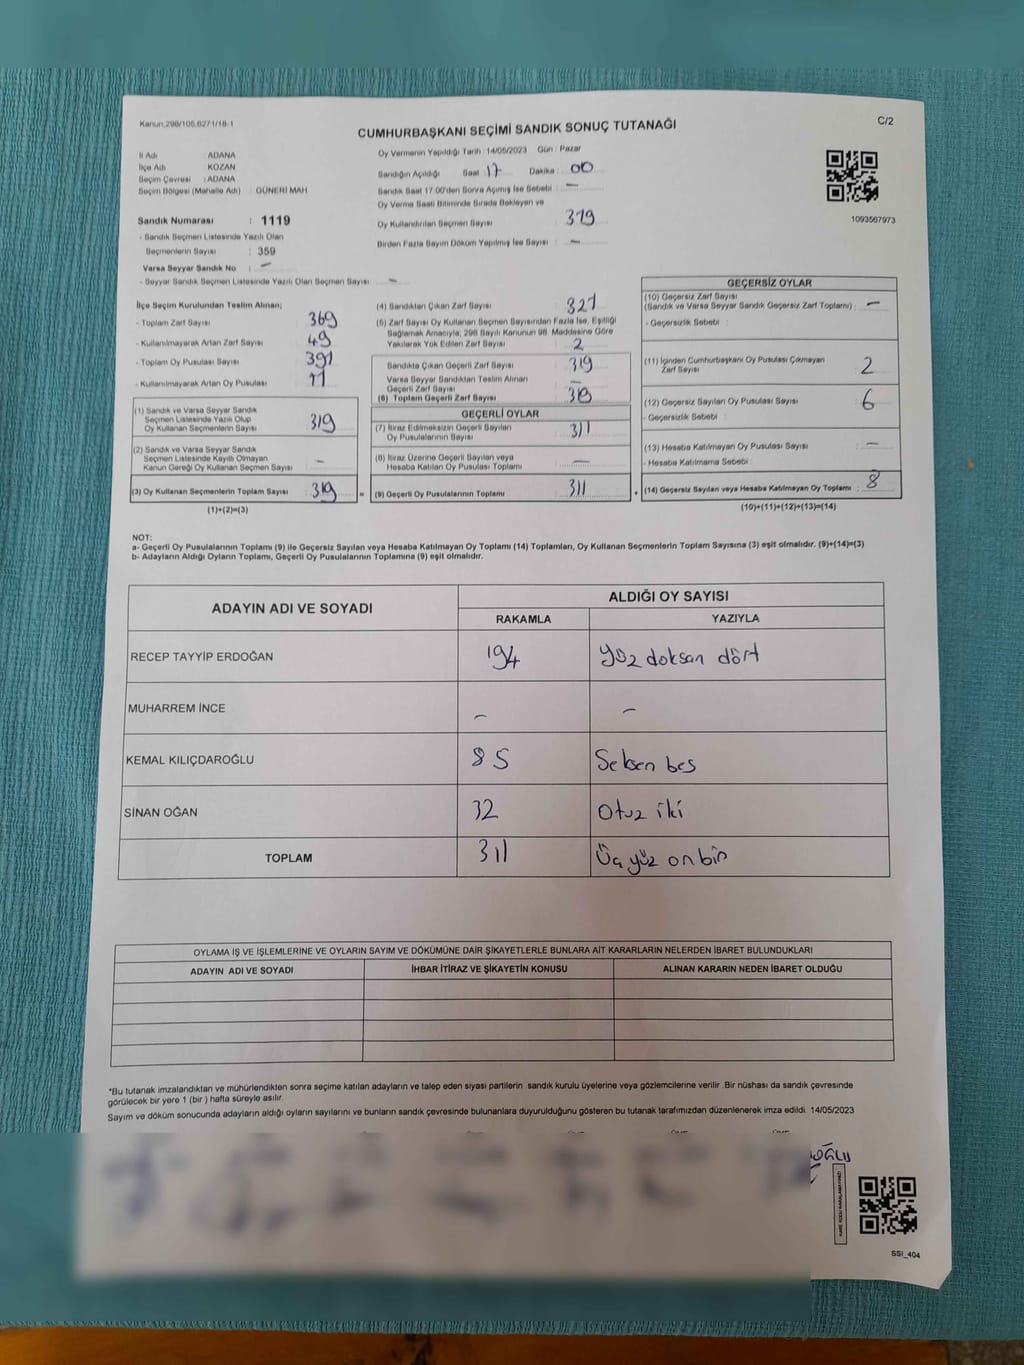 Kanun:298/105.6271/18-1
C/2
CUMHURBAŞKANI SEÇİMİ SANDIK SONUÇ TUTANAĞI
İl Adı : ADANA
İlçe Adı : KOZAN
Seçim Çevresi : ADANA
Seçim Bölgesi (Mahalle Adı) : GÜNERİ MAH
Sandık Numarası : 1119
- Sandık Seçmen Listesinde Yazılı Olan
Seçmenlerin Sayısı : 359
Varsa Seyyar Sandık No : –
- Seyyar Sandık Seçmen Listesinde Yazılı Olan Seçmen Sayısı : –
Oy Vermenin Yapıldığı Tarih : 14/05/2023 Gün : Pazar
Sandığın Açıldığı Saat 17 Dakika : 00
Sandık Saat 17.00'den Sonra Açılmış İse Sebebi : –
Oy Verme Saati Bitiminde Sırada Bekleyen ve
Oy Kullandırılan Seçmen Sayısı : 319
Birden Fazla Sayım Döküm Yapılmış İse Sayısı : –
1093567973
İlçe Seçim Kurulundan Teslim Alınan;
- Toplam Zarf Sayısı : 369
- Kullanılmayarak Artan Zarf Sayısı : 49
- Toplam Oy Pusulası Sayısı : 391
- Kullanılmayarak Artan Oy Pusulası : 71
(1) Sandık ve Varsa Seyyar Sandık
Seçmen Listesinde Yazılı Olup
Oy Kullanan Seçmenlerin Sayısı : 319
(2) Sandık ve Varsa Seyyar Sandık
Seçmen Listesinde Kayıtlı Olmayan
Kanun Gereği Oy Kullanan Seçmen Sayısı : –
(3) Oy Kullanan Seçmenlerin Toplam Sayısı : 319
(1)+(2)=(3)
(4) Sandıktan Çıkan Zarf Sayısı : 321
(5) Zarf Sayısı Oy Kullanan Seçmen Sayısından Fazla İse, Eşitliği
Sağlamak Amacıyla; 298 Sayılı Kanunun 98. Maddesine Göre
Yakılarak Yok Edilen Zarf Sayısı : 2
Sandıkta Çıkan Geçerli Zarf Sayısı : 319
Varsa Seyyar Sandıktan Teslim Alınan
Geçerli Zarf Sayısı : –
(6) Toplam Geçerli Zarf Sayısı : 319
GEÇERLİ OYLAR
(7) İtiraz Edilmeksizin Geçerli Sayılan
Oy Pusulalarının Sayısı : 311
(8) İtiraz Üzerine Geçerli Sayılan veya
Hesaba Katılan Oy Pusulası Toplamı : –
= (9) Geçerli Oy Pusulalarının Toplamı : 311
GEÇERSİZ OYLAR
(10) Geçersiz Zarf Sayısı
(Sandık ve Varsa Seyyar Sandık Geçersiz Zarf Toplamı) : –
- Geçersizlik Sebebi :
(11) İçinden Cumhurbaşkanı Oy Pusulası Çıkmayan
Zarf Sayısı : 2
(12) Geçersiz Sayılan Oy Pusulası Sayısı : 6
- Geçersizlik Sebebi :
(13) Hesaba Katılmayan Oy Pusulası Sayısı : –
- Hesaba Katılmama Sebebi :
+ (14) Geçersiz Sayılan veya Hesaba Katılmayan Oy Toplamı : 8
(10)+(11)+(12)+(13)=(14)
NOT:
a- Geçerli Oy Pusulalarının Toplamı (9) ile Geçersiz Sayılan veya Hesaba Katılmayan Oy Toplamı (14) Toplamları, Oy Kullanan Seçmenlerin Toplam Sayısına (3) eşit olmalıdır. (9)+(14)=(3)
b- Adayların Aldığı Oyların Toplamı, Geçerli Oy Pusulalarının Toplamına (9) eşit olmalıdır.
ADAYIN ADI VE SOYADI ALDIĞI OY SAYISI
RAKAMLA YAZIYLA
RECEP TAYYİP ERDOĞAN 194 Yüz doksan dört
MUHARREM İNCE – –
KEMAL KILIÇDAROĞLU 85 Seksen beş
SİNAN OĞAN 32 Otuz iki
TOPLAM 311 Üç yüz on bir
OYLAMA İŞ VE İŞLEMLERİNE VE OYLARIN SAYIM VE DÖKÜMÜNE DAİR ŞİKAYETLERLE BUNLARA AİT KARARLARIN NELERDEN İBARET BULUNDUKLARI
ADAYIN ADI VE SOYADI İHBAR İTİRAZ VE ŞİKAYETİN KONUSU ALINAN KARARIN NEDEN İBARET OLDUĞU
*Bu tutanak imzalandıktan ve mühürlendikten sonra seçime katılan adayların ve talep eden siyasi partilerin sandık kurulu üyelerine veya gözlemcilerine verilir .Bir nüshası da sandık çevresinde
görülecek bir yere 1 (bir ) hafta süreyle asılır.
Sayım ve döküm sonucunda adayların aldığı oyların sayılarını ve bunların sandık çevresinde bulunanlara duyurulduğunu gösteren bu tutanak tarafımızdan düzenlenerek imza edildi. 14/05/2023
OĞLU
SSI_404